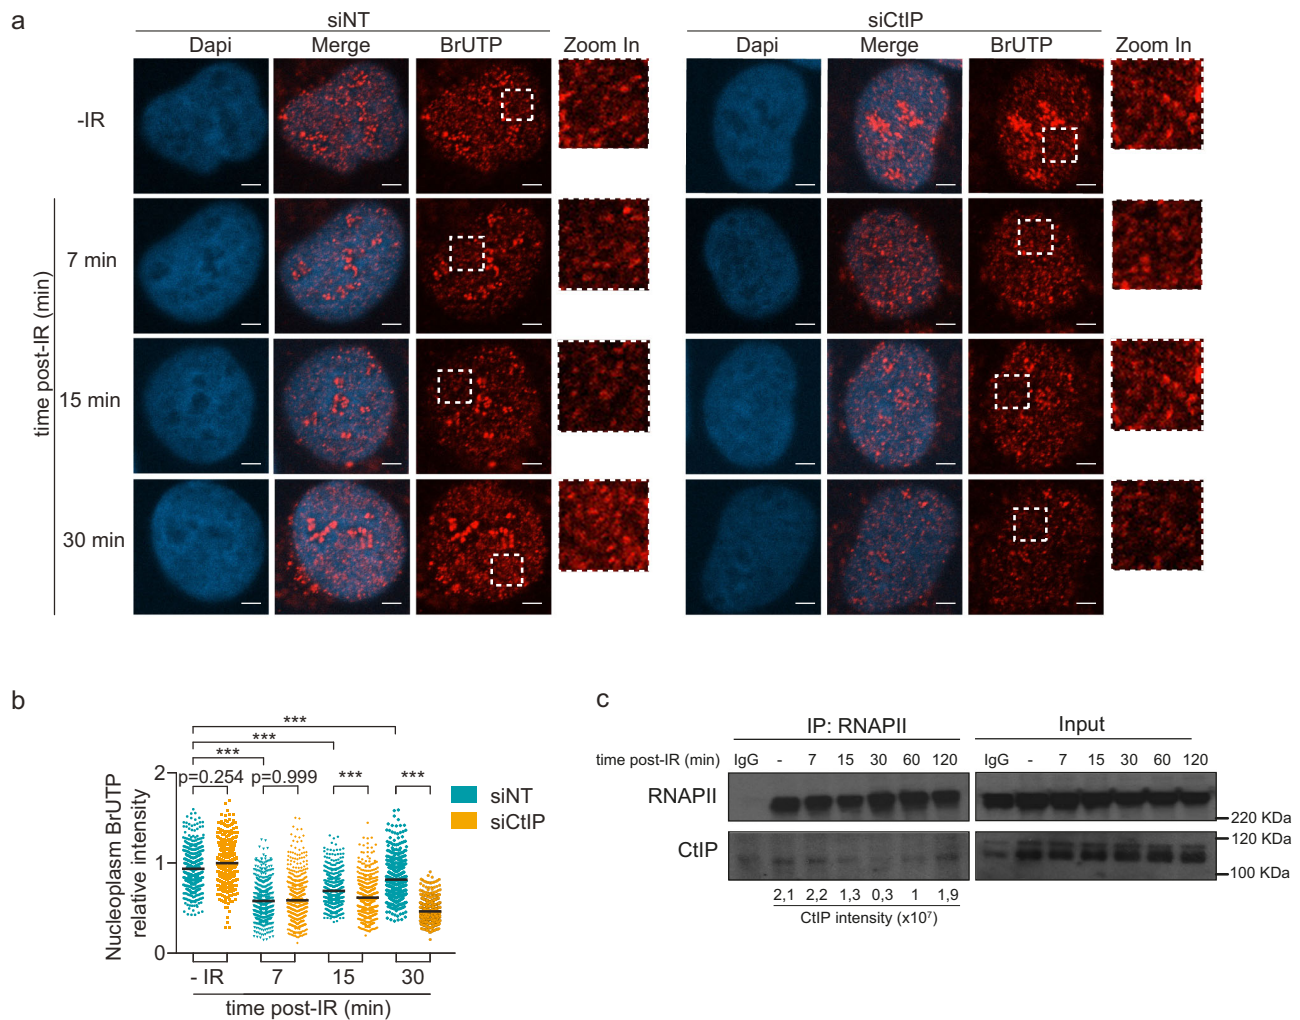 a
siNT
siCtIP
Dapi Merge BrUTP Zoom In
Dapi Merge BrUTP Zoom In
-IR
time post-IR (min)
7 min
15 min
30 min
b
***
***
***
p=0.254 p=0.999 *** ***
Nucleoplasm BrUTP
relative intensity
2
1
0
siNT
siCtIP
- IR 7 15 30
time post-IR (min)
c
IP: RNAPII Input
time post-IR (min) IgG - 7 15 30 60 120 IgG - 7 15 30 60 120
RNAPII
220 KDa
120 KDa
CtIP
100 KDa
2,1 2,2 1,3 0,3 1 1,9
CtIP intensity (x10⁷)